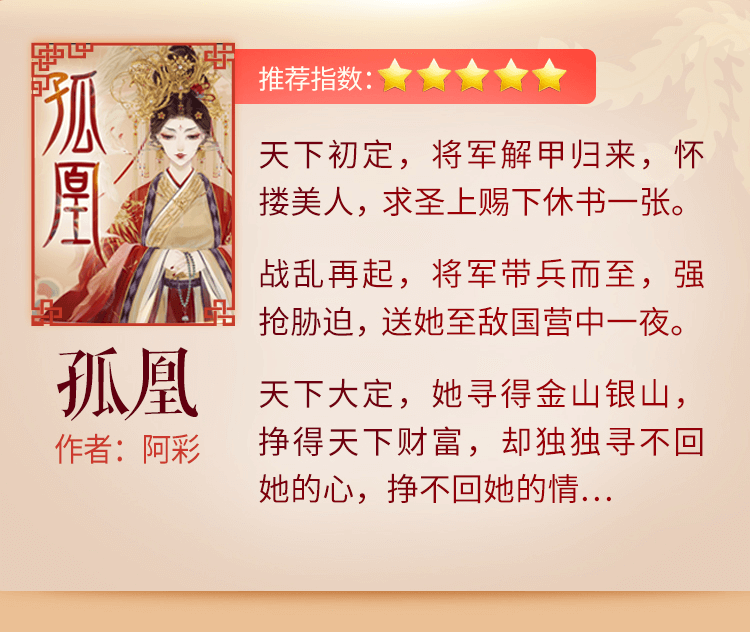 孤凰
推荐指数：
天下初定，将军解甲归来，怀
搂美人，求圣上赐下休书一张。
战乱再起，将军带兵而至，强
抢胁迫，送她至敌国营中一夜。
天下大定，她寻得金山银山，
挣得天下财富，却独独寻不回
她的心，挣不回她的情...
孤凰
作者：阿彩